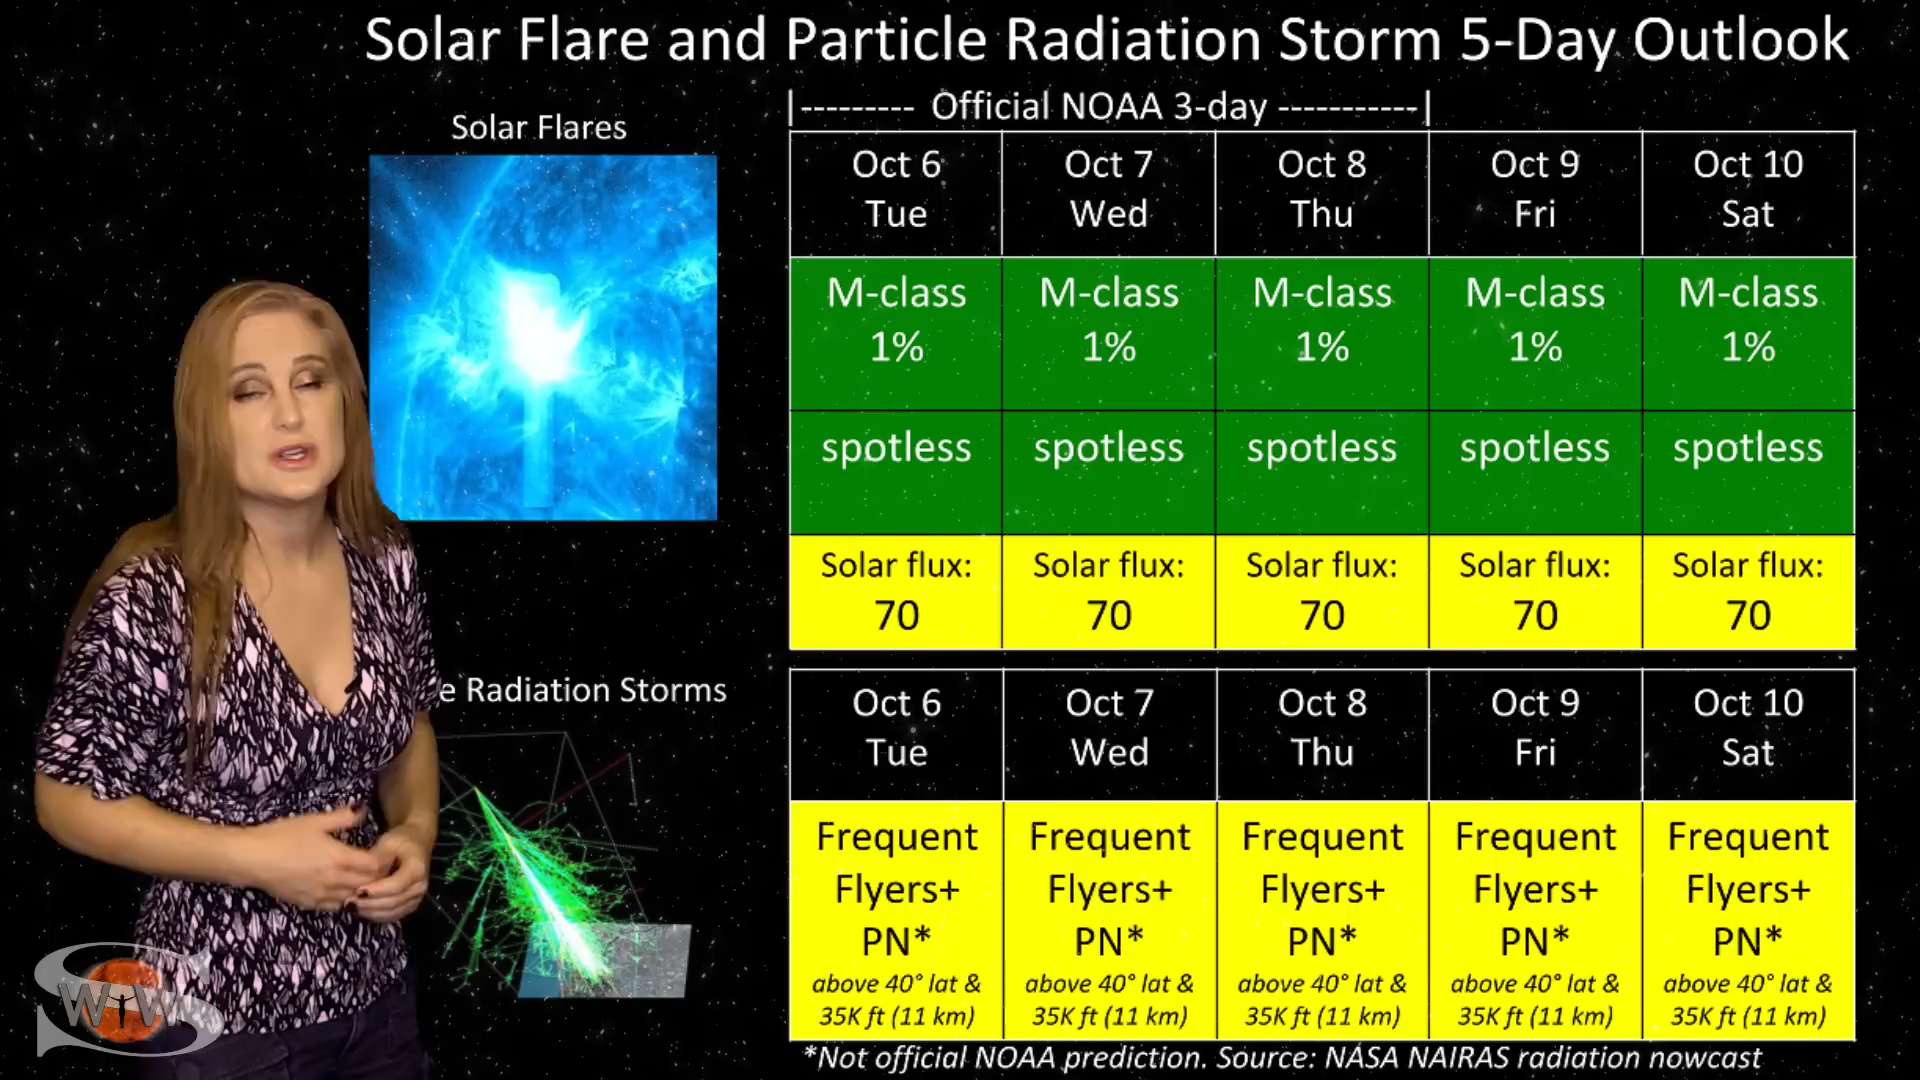 Solar Flare and Particle Radiation Storm 5-Day Outlook
|--------- Official NOAA 3-day -----------|
Solar Flares
Oct 6 Oct 7 Oct 8 Oct 9 Oct 10
Tue Wed Thu Fri Sat
M-class M-class M-class M-class M-class
1% 1% 1% 1% 1%
spotless spotless spotless spotless spotless
Solar flux: Solar flux: Solar flux: Solar flux: Solar flux:
70 70 70 70 70
e Radiation Storms
Oct 6 Oct 7 Oct 8 Oct 9 Oct 10
Tue Wed Thu Fri Sat
Frequent Frequent Frequent Frequent Frequent
Flyers+ Flyers+ Flyers+ Flyers+ Flyers+
PN* PN* PN* PN* PN*
above 40° lat & above 40° lat & above 40° lat & above 40° lat & above 40° lat &
35K ft (11 km) 35K ft (11 km) 35K ft (11 km) 35K ft (11 km) 35K ft (11 km)
*Not official NOAA prediction. Source: NASA NAIRAS radiation nowcast